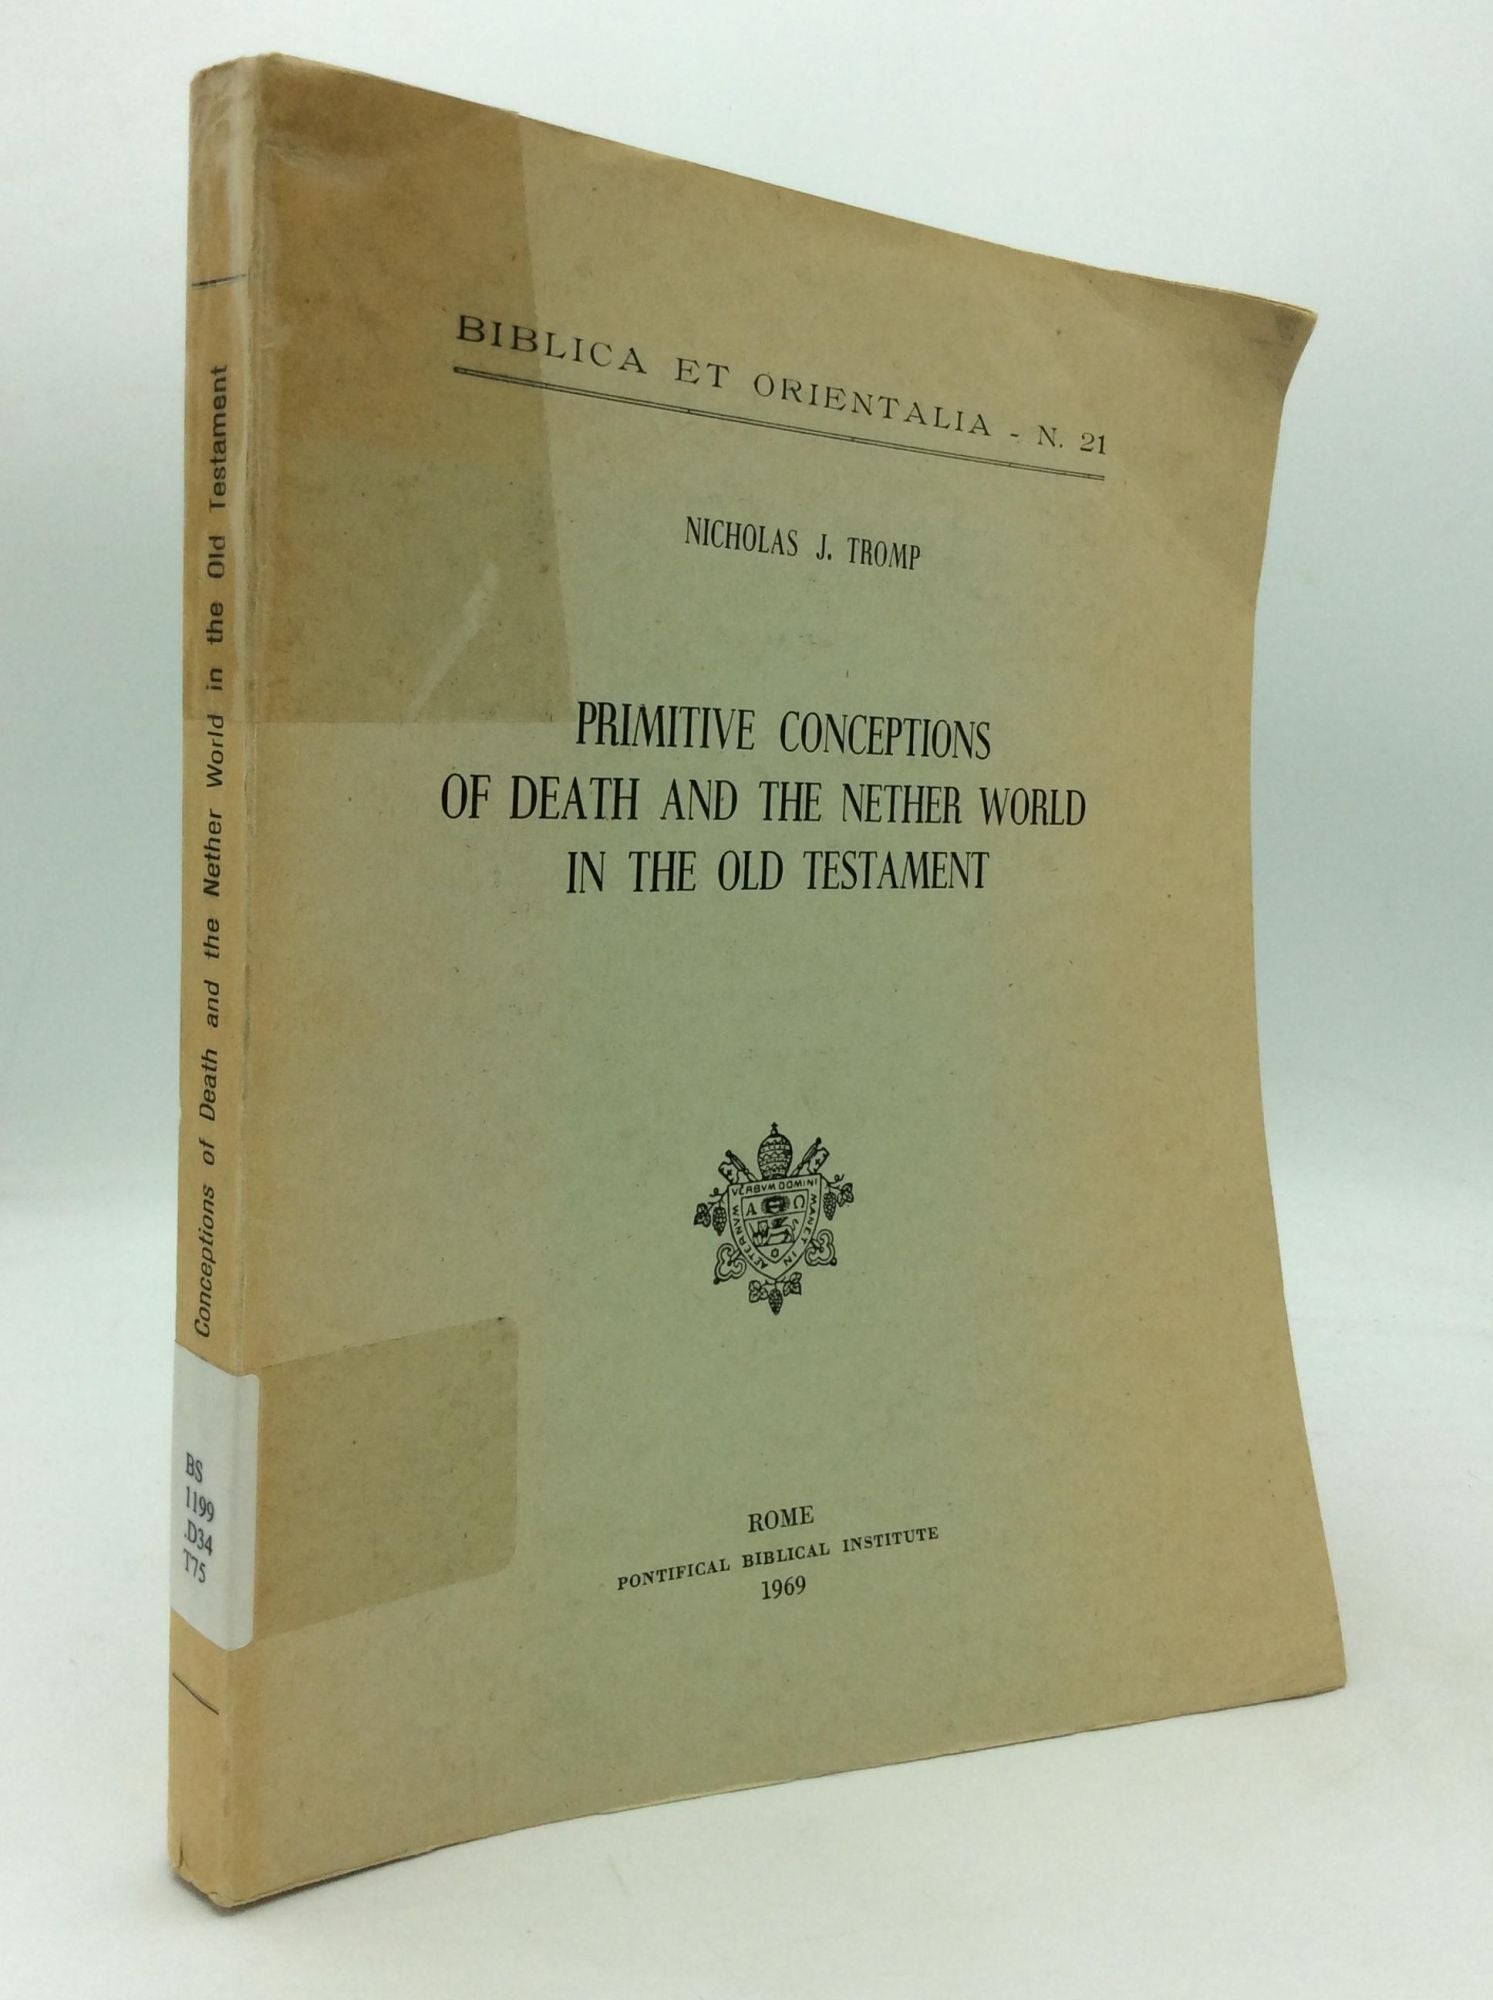 BIBLICA ET ORIENTALIA - N. 21
NICHOLAS J. TROMP
PRIMITIVE CONCEPTIONS
OF DEATH AND THE NETHER WORLD
IN THE OLD TESTAMENT
VERBVM DOMINI MANET IN AETERNVM
A C
S
O
ROME
PONTIFICAL BIBLICAL INSTITUTE
1969
Conceptions of Death and the Nether World in the Old Testament
BS
1199
.D34
T75